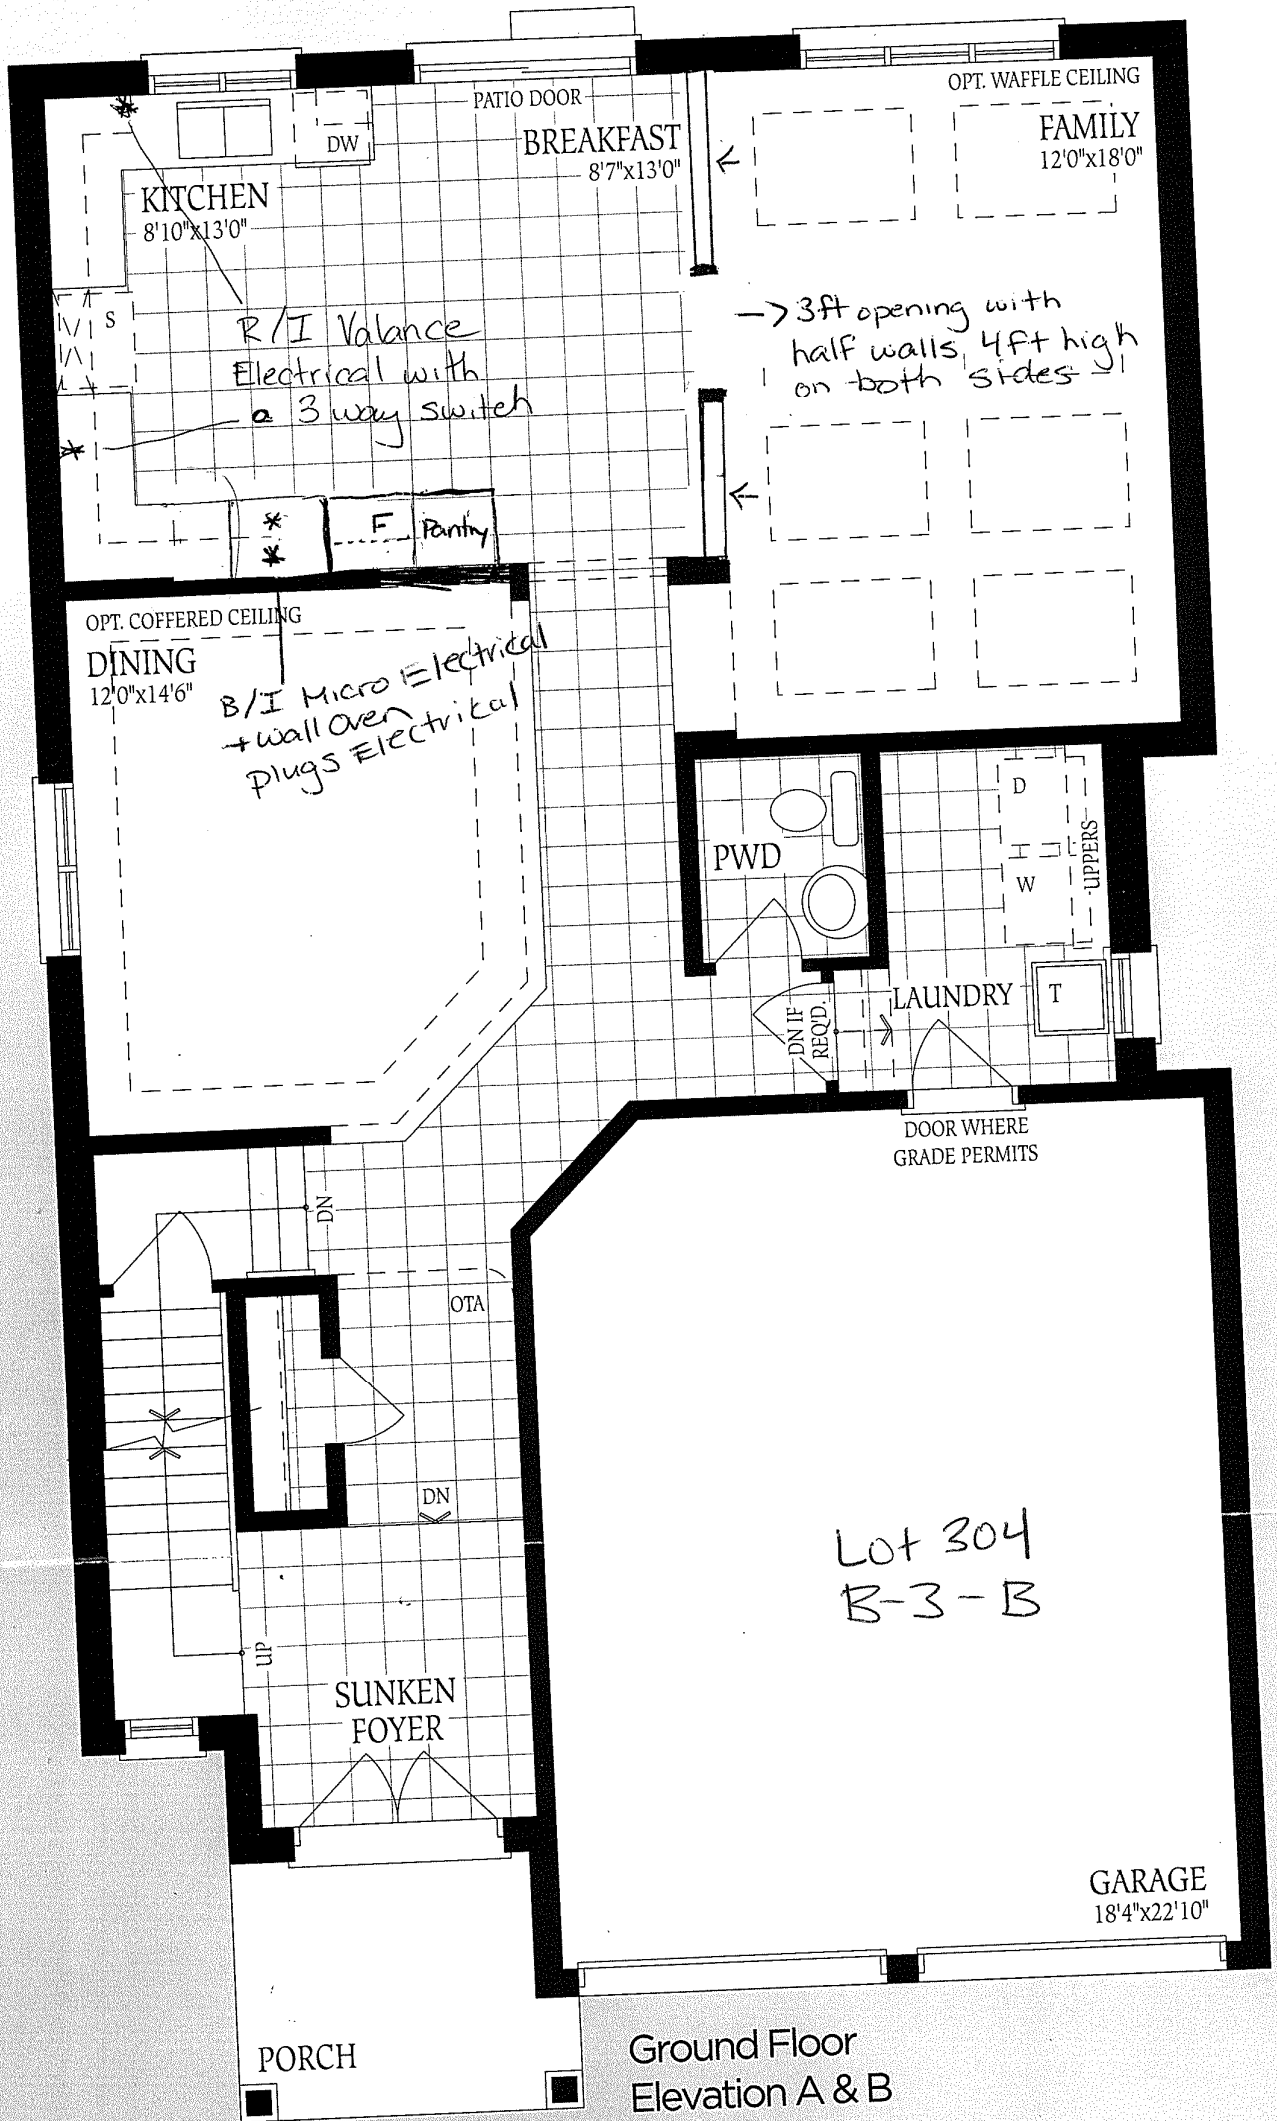 PATIO DOOR
OPT. WAFFLE CEILING
FAMILY
12'0"x18'0"
BREAKFAST
8'7"x13'0"
DW
KITCHEN
8'10"x13'0"
S
R/I Valance
Electrical with
a 3 way switch
-> 3ft opening with
half walls, 4ft high
on both sides
F
Pantry
OPT. COFFERED CEILING
DINING
12'0"x14'6"
B/I Micro Electrical
+ wall oven
plugs Electrical
D
W
UPPERS
PWD
LAUNDRY
T
DN IF
REQ'D.
DOOR WHERE
GRADE PERMITS
DN
OTA
DN
Lot 304
B-3-B
UP
SUNKEN
FOYER
GARAGE
18'4"x22'10"
PORCH
Ground Floor
Elevation A & B